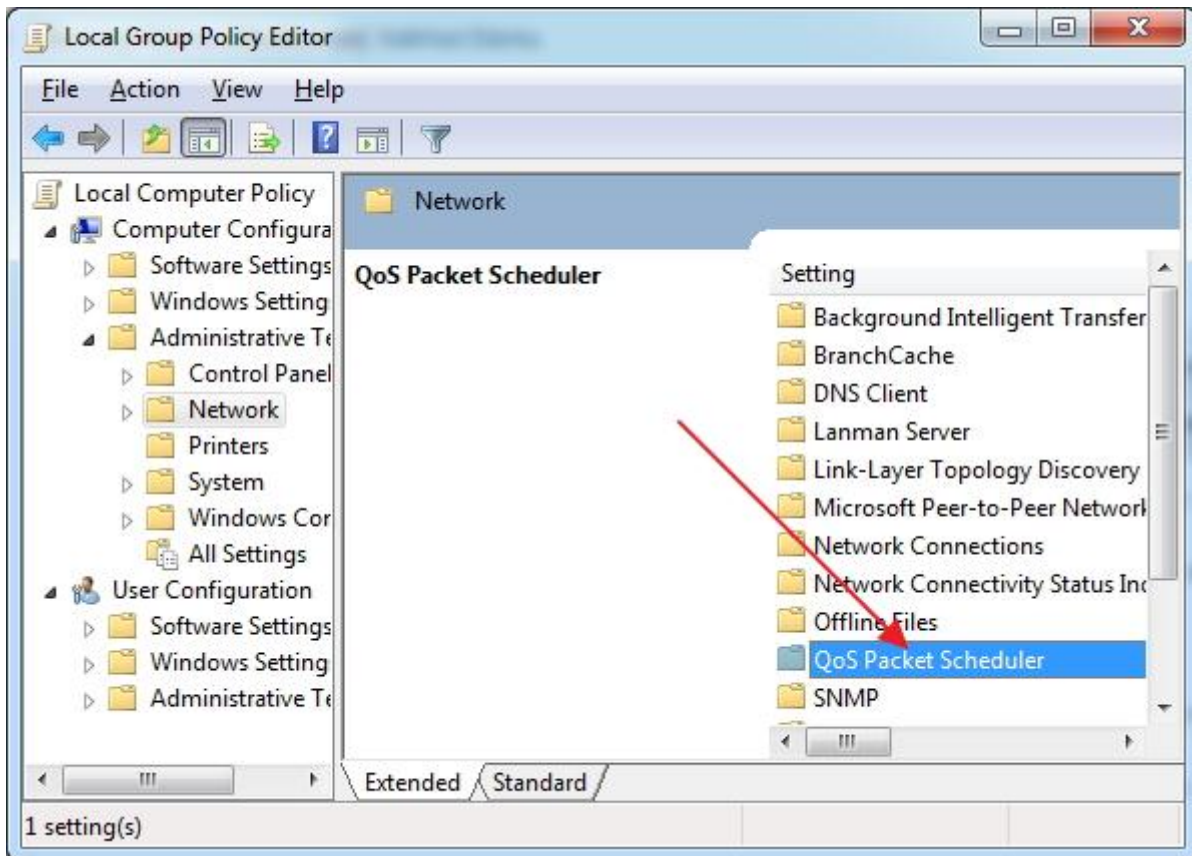 Local Group Policy Editor
File Action View Help
Local Computer Policy
Computer Configura
Software Settings
Windows Setting
Administrative Te
Control Panel
Network
Printers
System
Windows Cor
All Settings
User Configuration
Software Settings
Windows Setting
Administrative Te
Network
QoS Packet Scheduler
Setting
Background Intelligent Transfer
BranchCache
DNS Client
Lanman Server
Link-Layer Topology Discovery
Microsoft Peer-to-Peer Network
Network Connections
Network Connectivity Status Ind
Offline Files
QoS Packet Scheduler
SNMP
Extended Standard
1 setting(s)